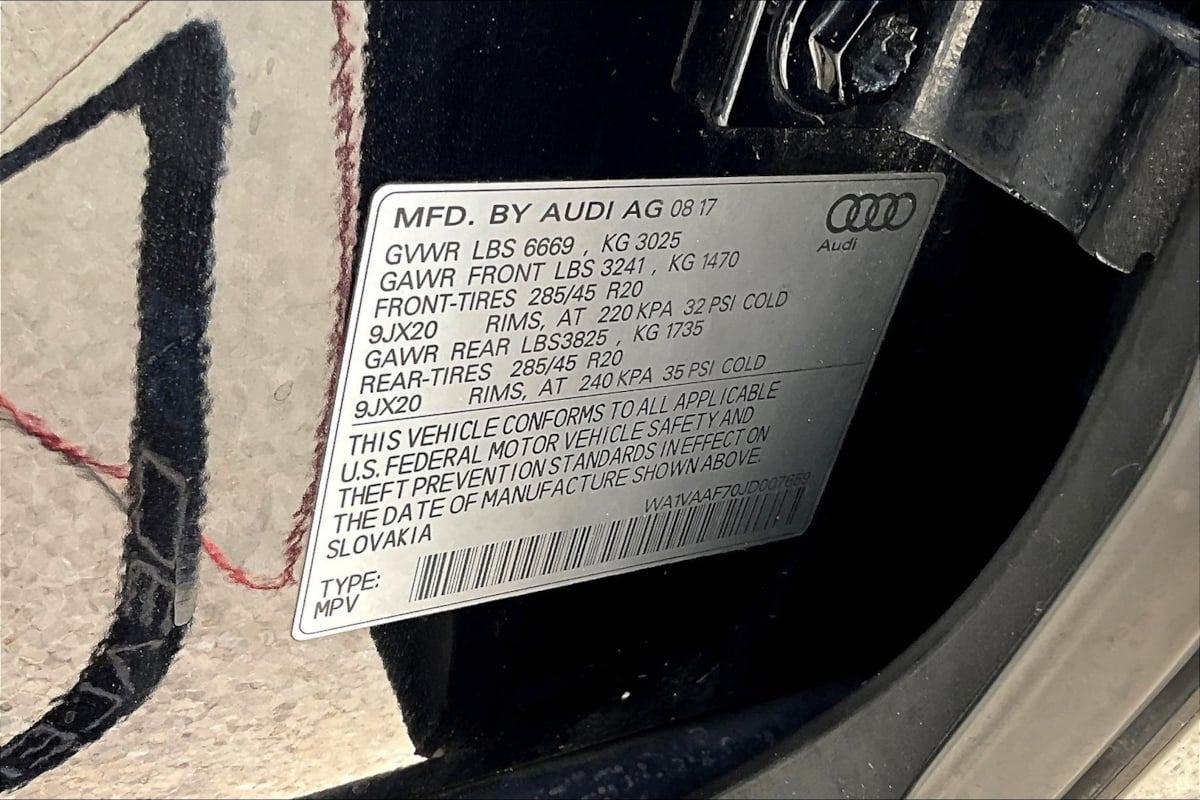 MFD. BY AUDI AG 08 17
Audi
GVWR LBS 6669 , KG 3025
GAWR FRONT LBS 3241 , KG 1470
FRONT-TIRES 285/45 R20
9JX20 RIMS, AT 220 KPA 32 PSI COLD
GAWR REAR LBS3825 , KG 1735
REAR-TIRES 285/45 R20
9JX20 RIMS, AT 240 KPA 35 PSI COLD
THIS VEHICLE CONFORMS TO ALL APPLICABLE
U.S. FEDERAL MOTOR VEHICLE SAFETY AND
THEFT PREVENTION STANDARDS IN EFFECT ON
THE DATE OF MANUFACTURE SHOWN ABOVE.
SLOVAKIA
WA1VAAF70JD007659
TYPE:
MPV